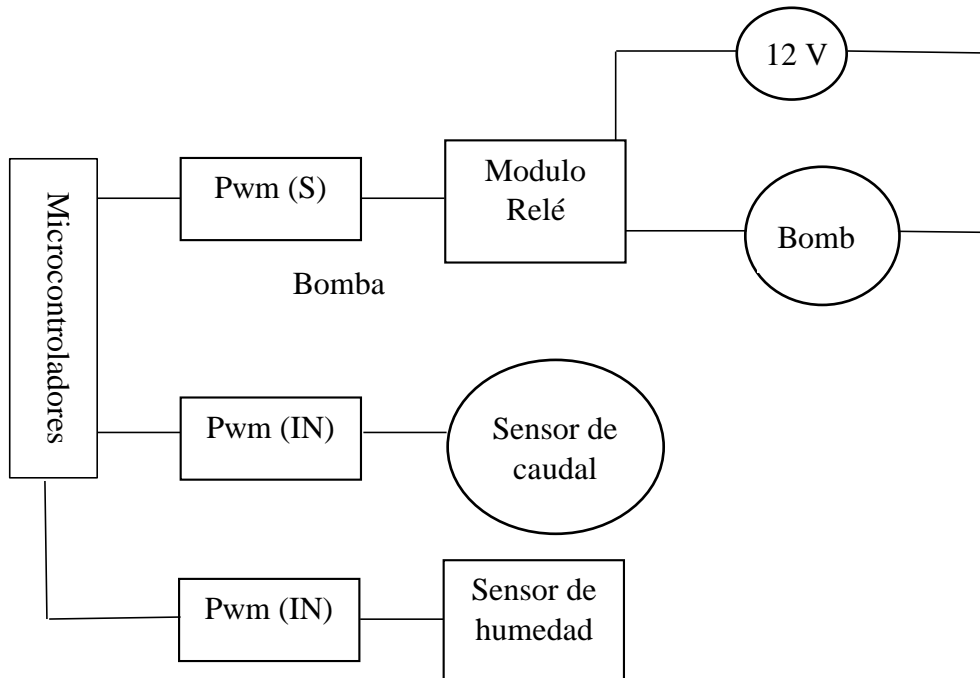 12 V
Pwm (S)
Modulo
Relé
Microcontroladores
Bomb
Bomba
Pwm (IN)
Sensor de
caudal
Pwm (IN)
Sensor de
humedad